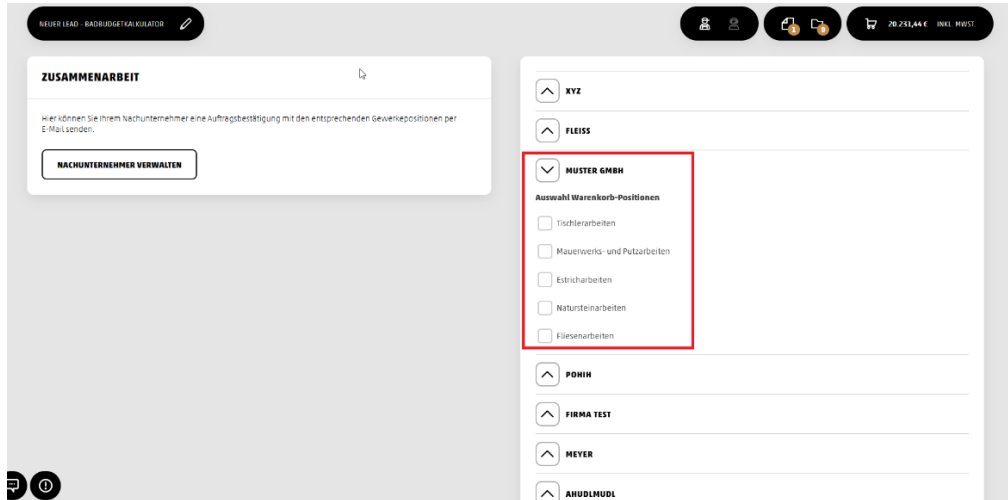 NEUER LEAD - BADBUDGETKALKULATOR
1
0
20.231,44 € INKL. MWST.
ZUSAMMENARBEIT
Hier können Sie Ihrem Nachunternehmer eine Auftragsbestätigung mit den entsprechenden Gewerkepositionen per
E-Mail senden.
NACHUNTERNEHMER VERWALTEN
XYZ
FLEISS
MUSTER GMBH
Auswahl Warenkorb-Positionen
Tischlerarbeiten
Mauerwerks- und Putzarbeiten
Estricharbeiten
Natursteinarbeiten
Fliesenarbeiten
POHIH
FIRMA TEST
MEYER
AHUDLMUDL